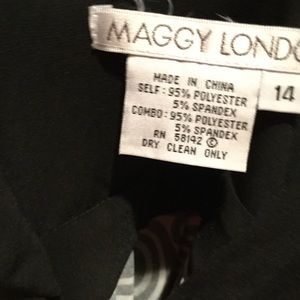 MAGGY LONDO
14
MADE IN CHINA
SELF: 95% POLYESTER
5% SPANDEX
COMBO: 95% POLYESTER
5% SPANDEX
RN 58142 ©
DRY CLEAN ONLY